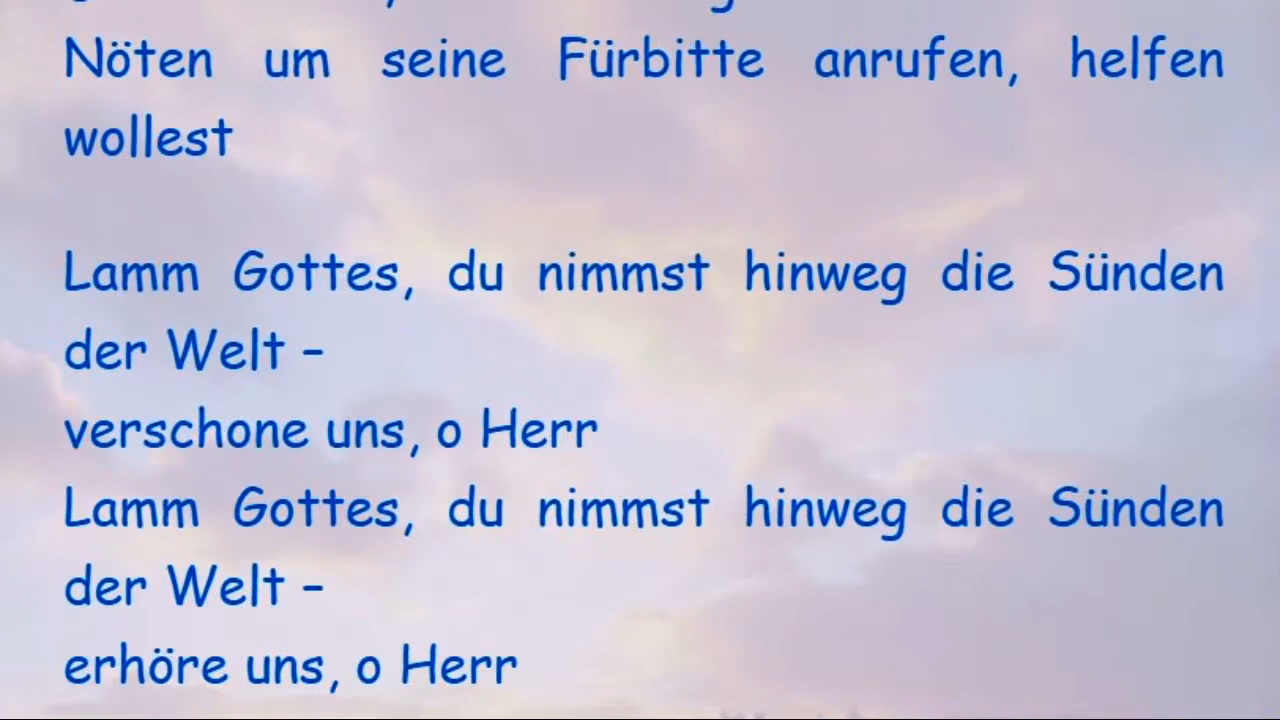 Nöten um seine Fürbitte anrufen, helfen
wollest
Lamm Gottes, du nimmst hinweg die Sünden
der Welt –
verschone uns, o Herr
Lamm Gottes, du nimmst hinweg die Sünden
der Welt –
erhöre uns, o Herr